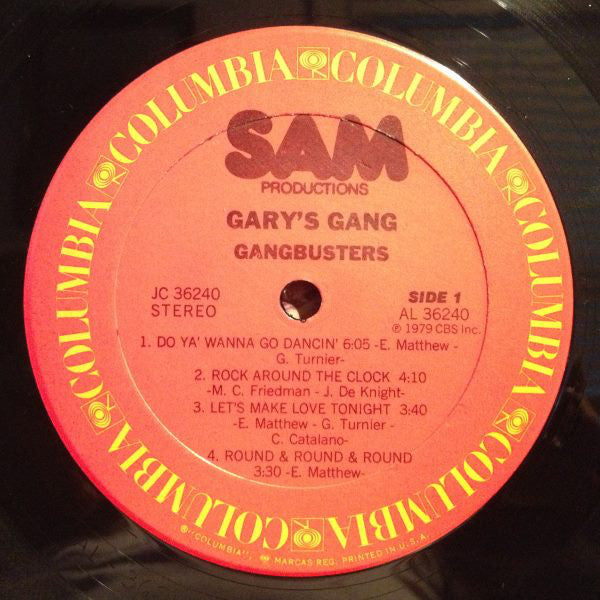 COLUMBIA COLUMBIA COLUMBIA COLUMBIA COLUMBIA COLUMBIA COLUMBIA
SAM
PRODUCTIONS
GARY'S GANG
GANGBUSTERS
JC 36240
STEREO
SIDE 1
AL 36240
℗ 1979 CBS Inc.
1. DO YA' WANNA GO DANCIN' 6:05 -E. Matthew -
G. Turnier-
2. ROCK AROUND THE CLOCK 4:10
-M. C. Friedman - J. De Knight-
3. LET'S MAKE LOVE TONIGHT 3:40
-E. Matthew - G. Turnier -
C. Catalano-
4. ROUND & ROUND & ROUND
3:30 -E. Matthew-
"COLUMBIA", MARCAS REG. PRINTED IN U.S.A.